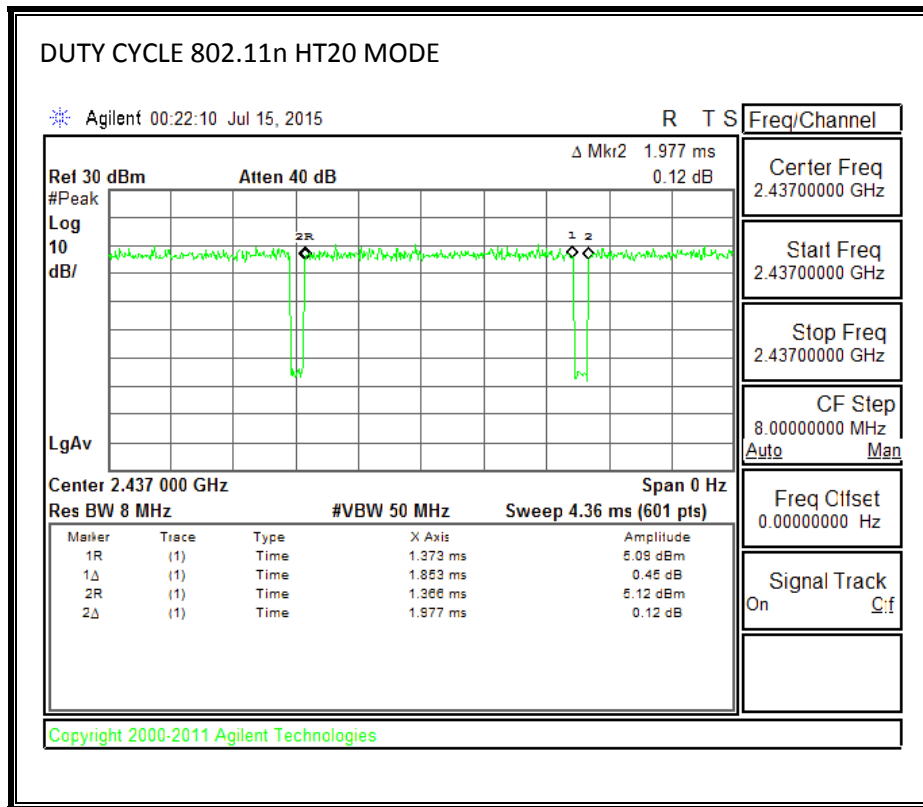 DUTY CYCLE 802.11n HT20 MODE
Agilent 00:22:10 Jul 15, 2015 R T S Freq/Channel
Δ Mkr2 1.977 ms
Ref 30 dBm Atten 40 dB 0.12 dB
#Peak
Log
10
dB/
2R
1 2
LgAv
Center 2.437 000 GHz Span 0 Hz
Res BW 8 MHz #VBW 50 MHz Sweep 4.36 ms (601 pts)
Marker Trace Type X Axis Amplitude
1R (1) Time 1.373 ms 5.09 dBm
1Δ (1) Time 1.853 ms 0.45 dB
2R (1) Time 1.366 ms 5.12 dBm
2Δ (1) Time 1.977 ms 0.12 dB
Center Freq
2.43700000 GHz
Start Freq
2.43700000 GHz
Stop Freq
2.43700000 GHz
CF Step
8.00000000 MHz
Auto Man
Freq Offset
0.00000000 Hz
Signal Track
On Off
Copyright 2000-2011 Agilent Technologies